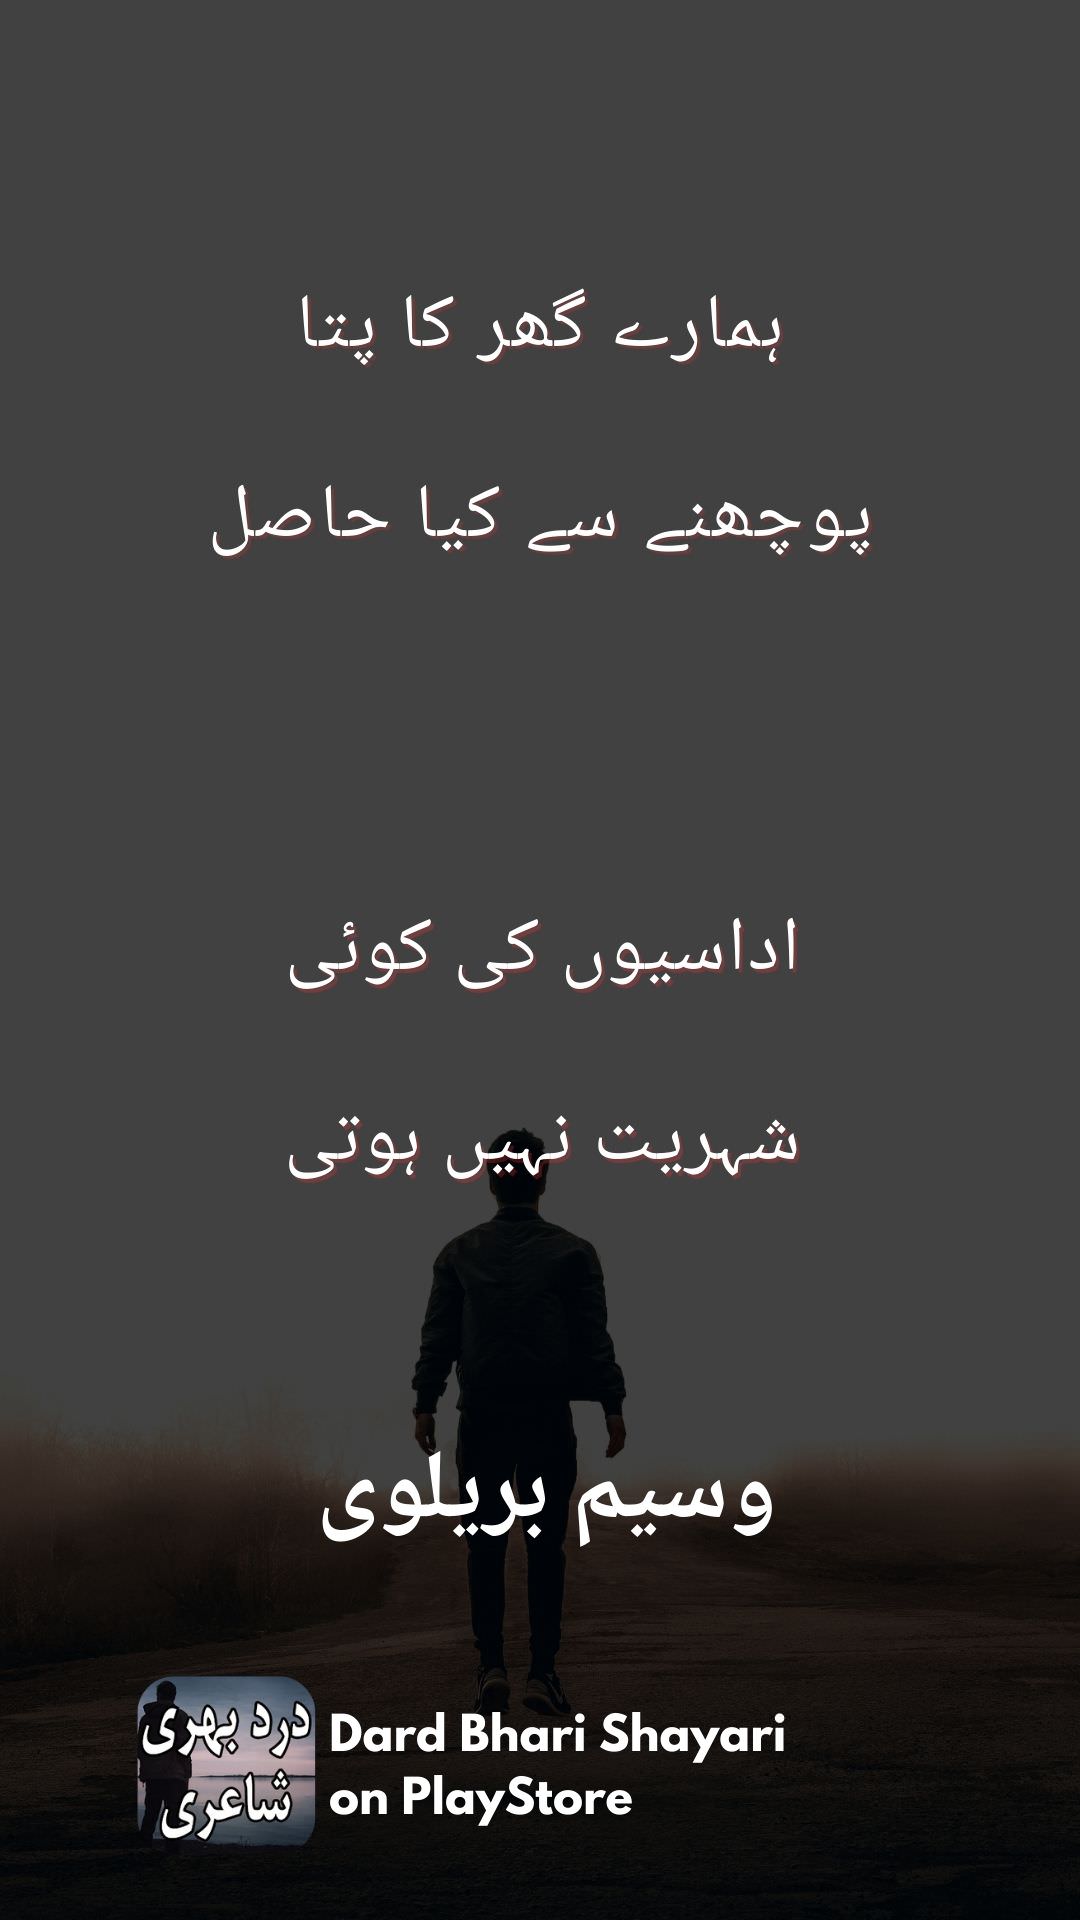 ہمارے گھر کا پتا
پوچھنے سے کیا حاصل
اداسیوں کی کوئی
شہریت نہیں ہوتی
وسیم بریلوی
درد بھری
شاعری
Dard Bhari Shayari
on PlayStore